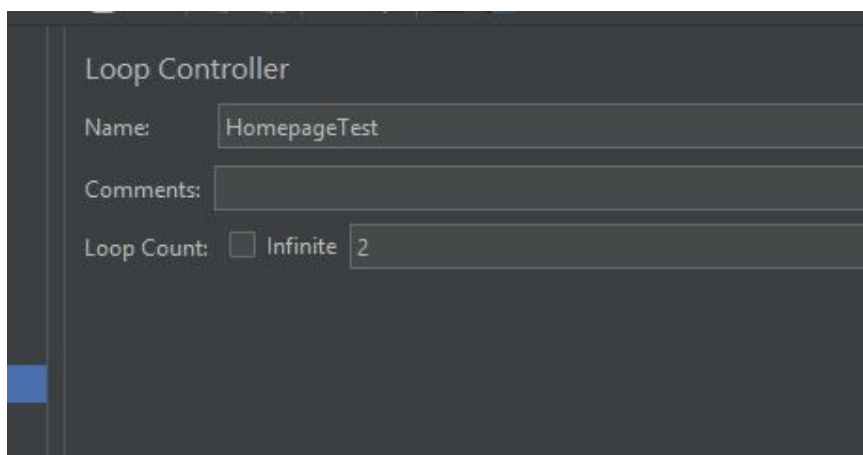 Loop Controller
Name: HomepageTest
Comments:
Loop Count: Infinite 2